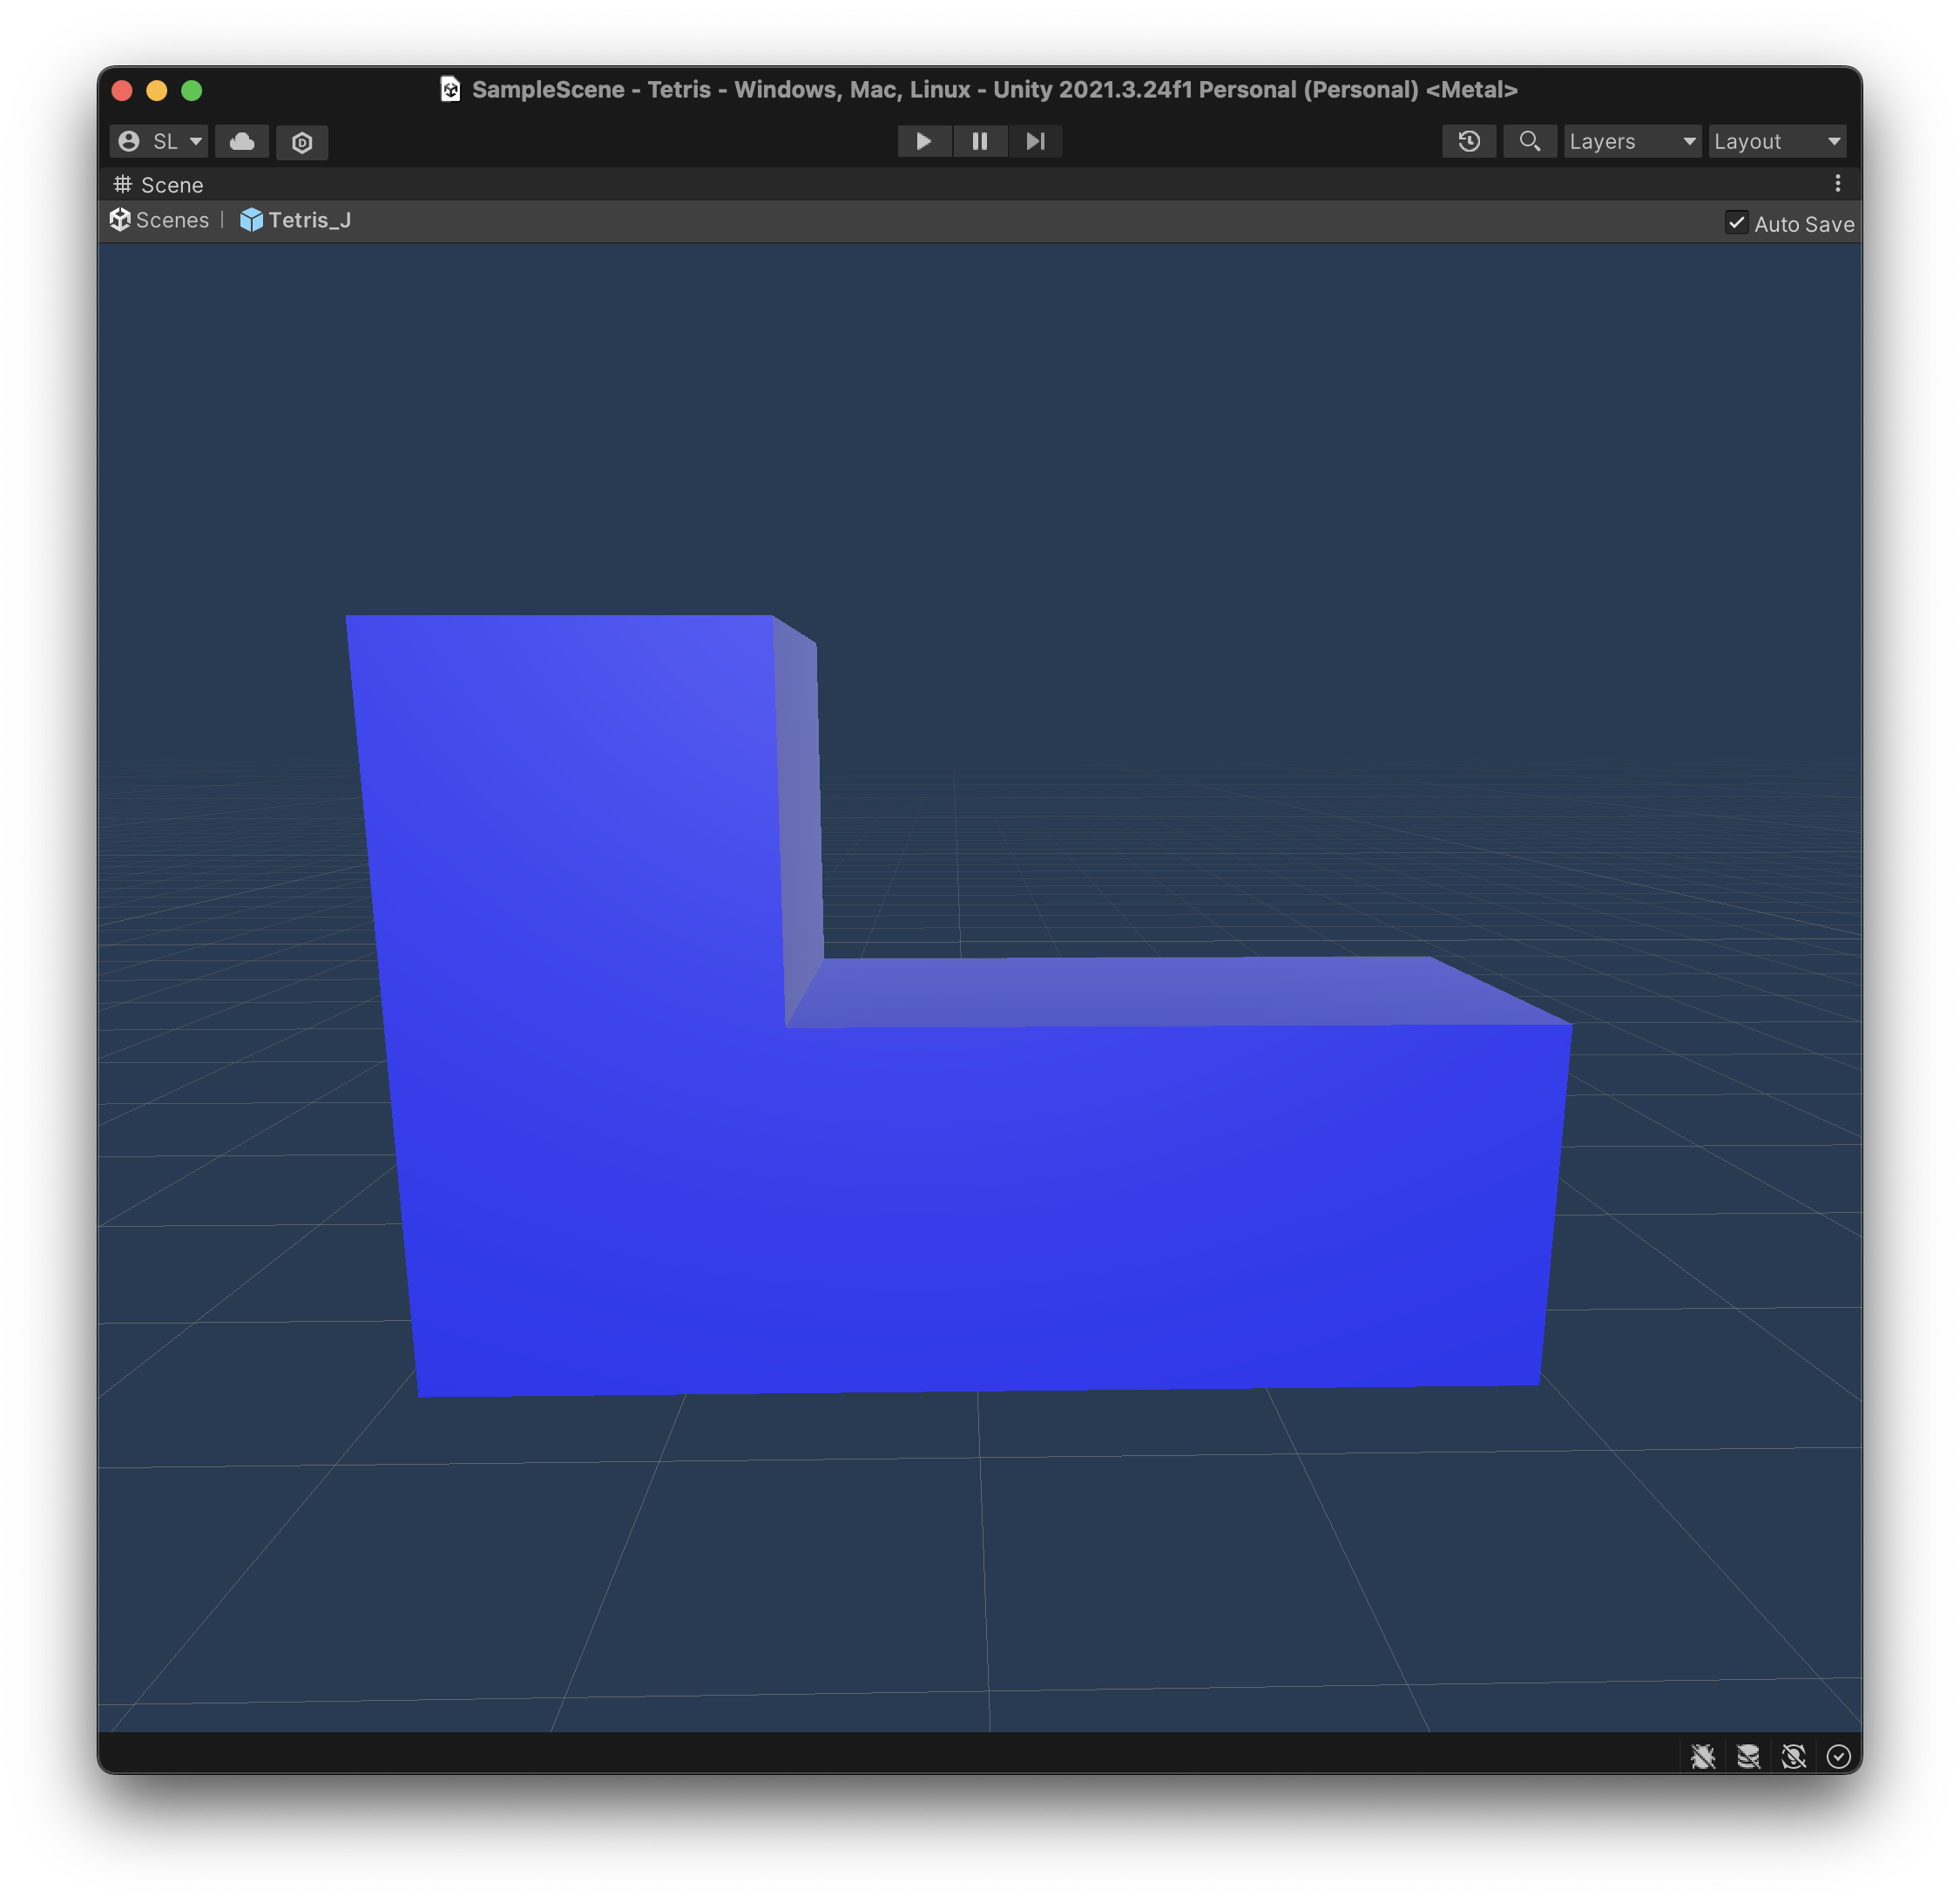 SampleScene - Tetris - Windows, Mac, Linux - Unity 2021.3.24f1 Personal (Personal) <Metal>
SL Layers Layout
Scene
Scenes | Tetris_J Auto Save